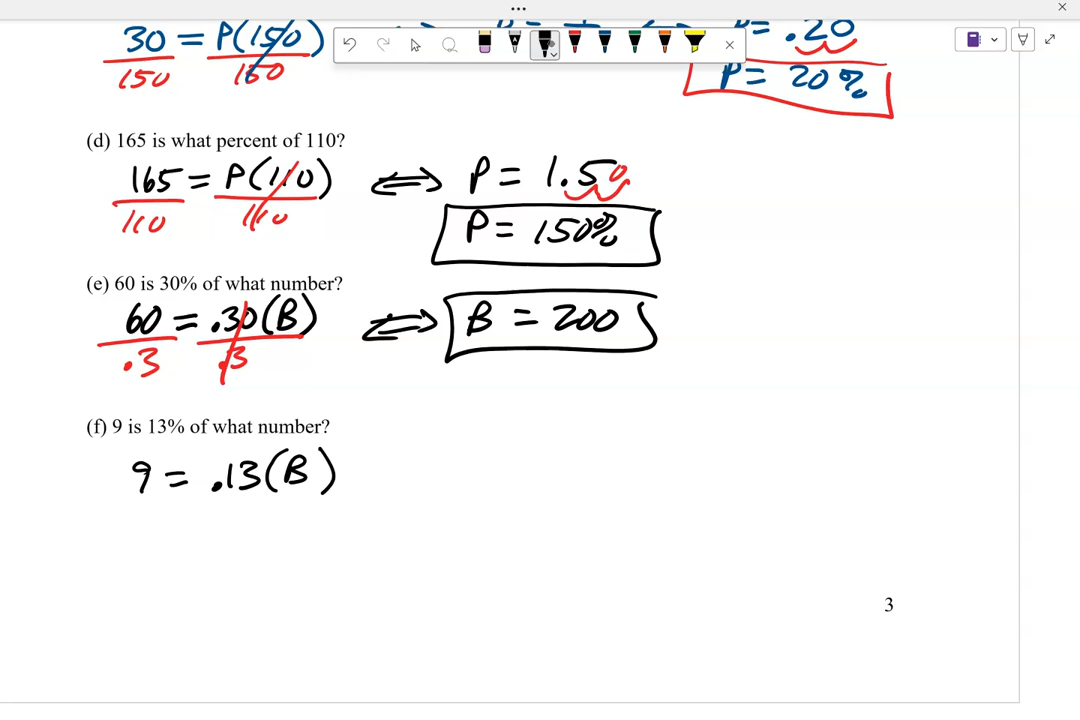 30 = P(150)
150 150
= .20
P = 20%
(d) 165 is what percent of 110?
165 = P(110) ⟺ P = 1.50
110 110
P = 150%
(e) 60 is 30% of what number?
60 = .30(B) ⟺ B = 200
.3 .3
(f) 9 is 13% of what number?
9 = .13(B)
3